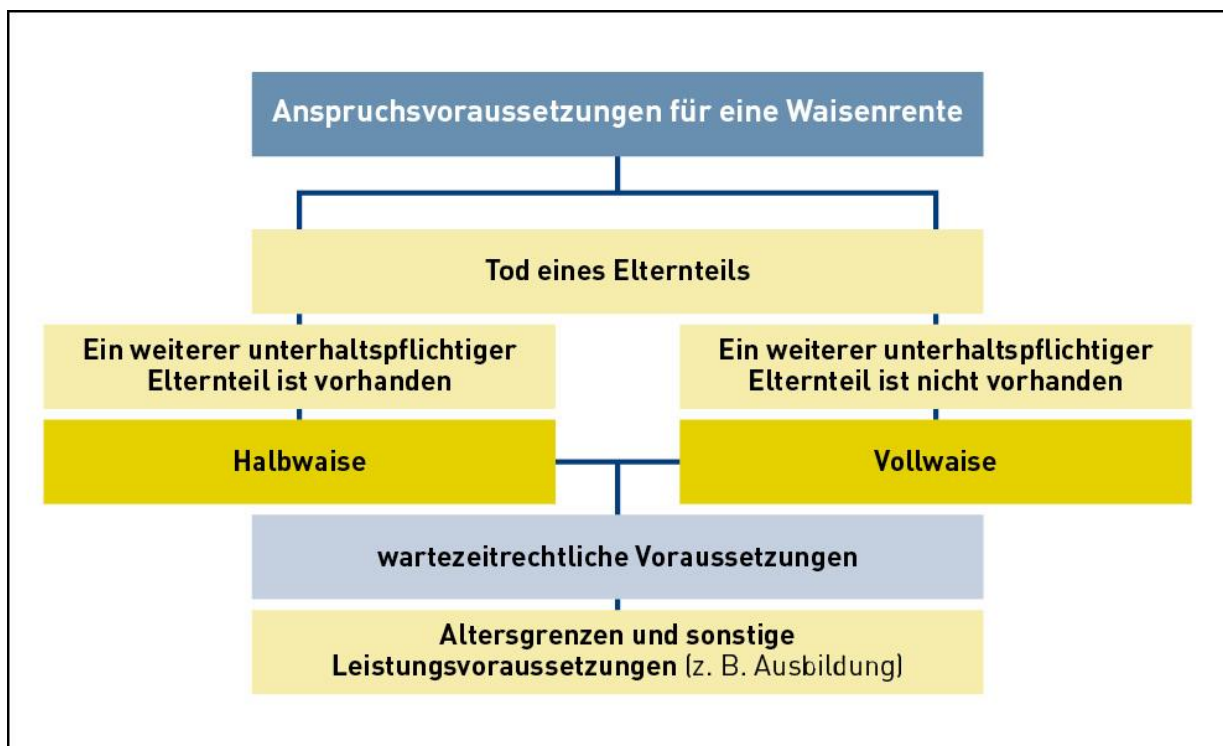 Anspruchsvoraussetzungen für eine Waisenrente
Tod eines Elternteils
Ein weiterer unterhaltspflichtiger
Elternteil ist vorhanden
Ein weiterer unterhaltspflichtiger
Elternteil ist nicht vorhanden
Halbwaise
Vollwaise
wartezeitrechtliche Voraussetzungen
Altersgrenzen und sonstige
Leistungsvoraussetzungen (z. B. Ausbildung)